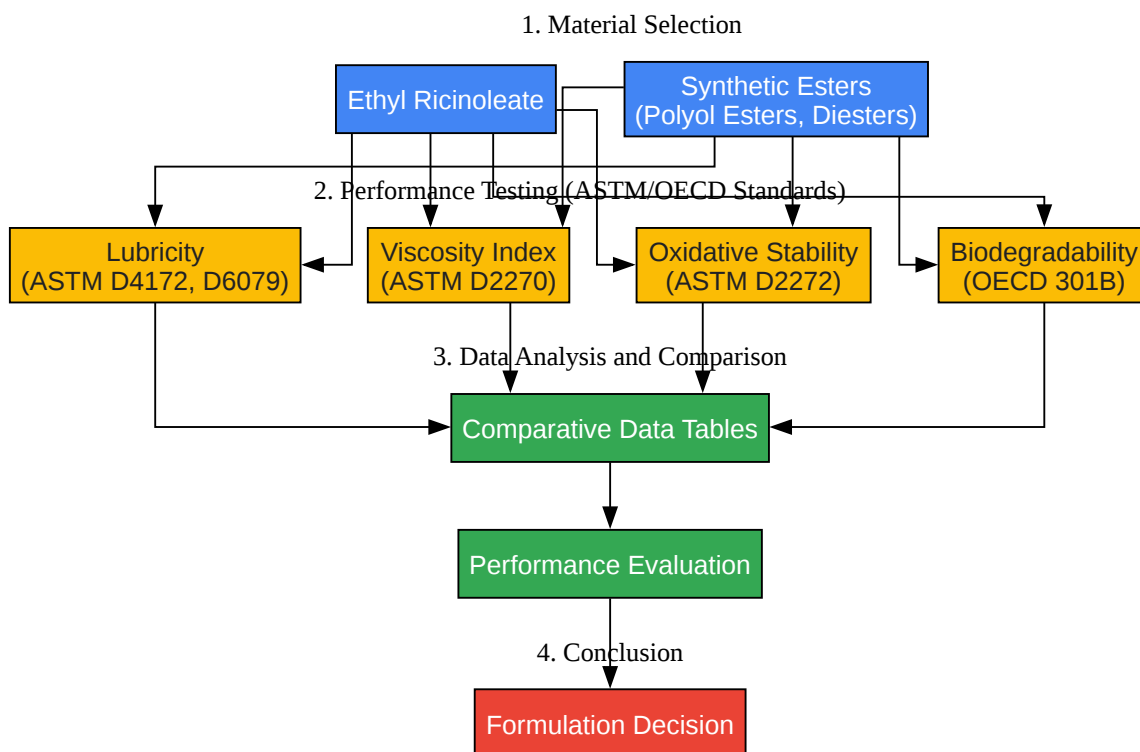 1. Material Selection
Ethyl Ricinoleate
Synthetic Esters
(Polyol Esters, Diesters)
2. Performance Testing (ASTM/OECD Standards)
Lubricity
(ASTM D4172, D6079)
Viscosity Index
(ASTM D2270)
Oxidative Stability
(ASTM D2272)
Biodegradability
(OECD 301B)
3. Data Analysis and Comparison
Comparative Data Tables
Performance Evaluation
4. Conclusion
Formulation Decision